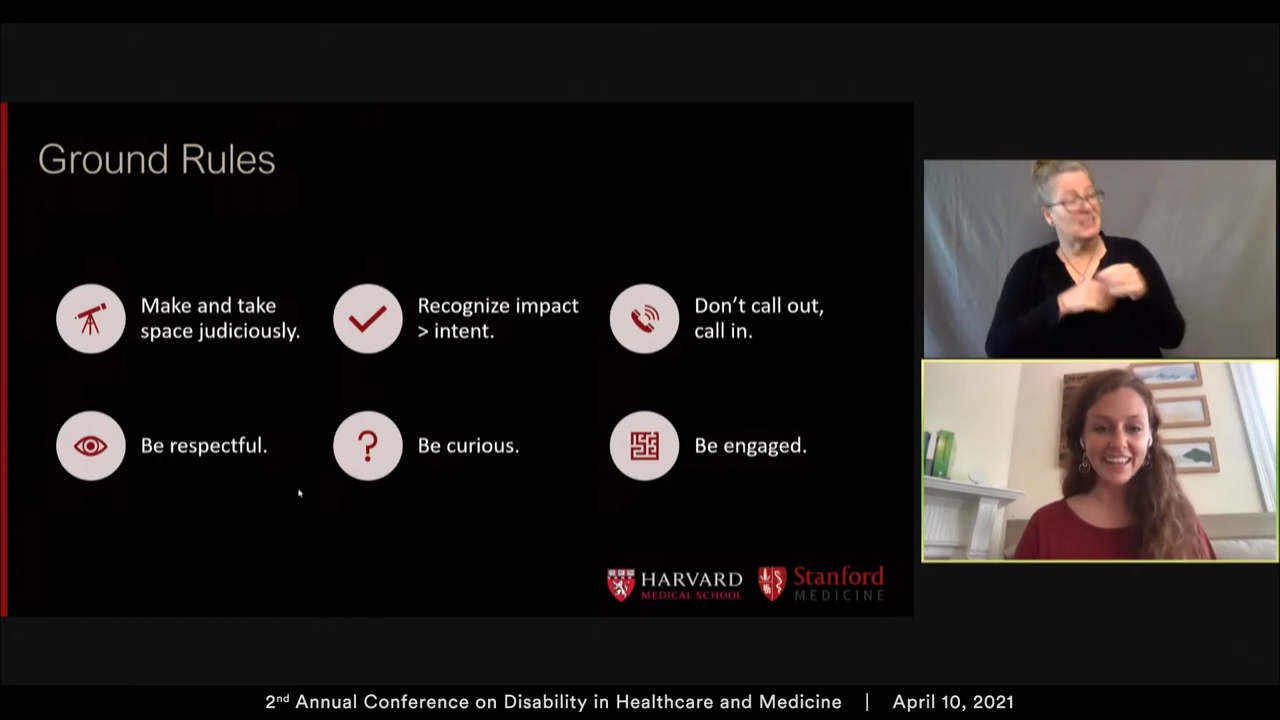 Ground Rules
Make and take
space judiciously.
Recognize impact
> intent.
Don't call out,
call in.
Be respectful.
Be curious.
Be engaged.
HARVARD
MEDICAL SCHOOL
Stanford
MEDICINE
2nd Annual Conference on Disability in Healthcare and Medicine | April 10, 2021